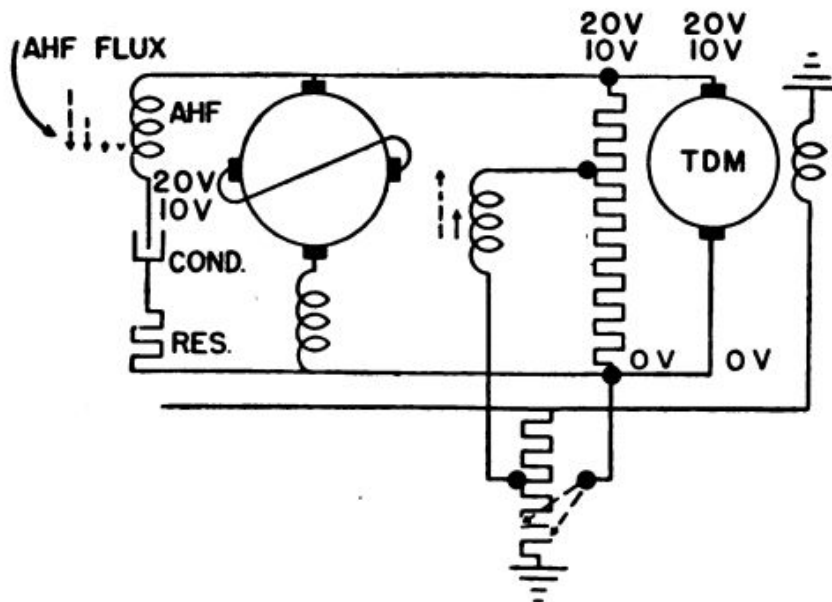 AHF FLUX
20V 20V
10V 10V
AHF
TDM
20V
10V
COND.
RES.
0V 0V